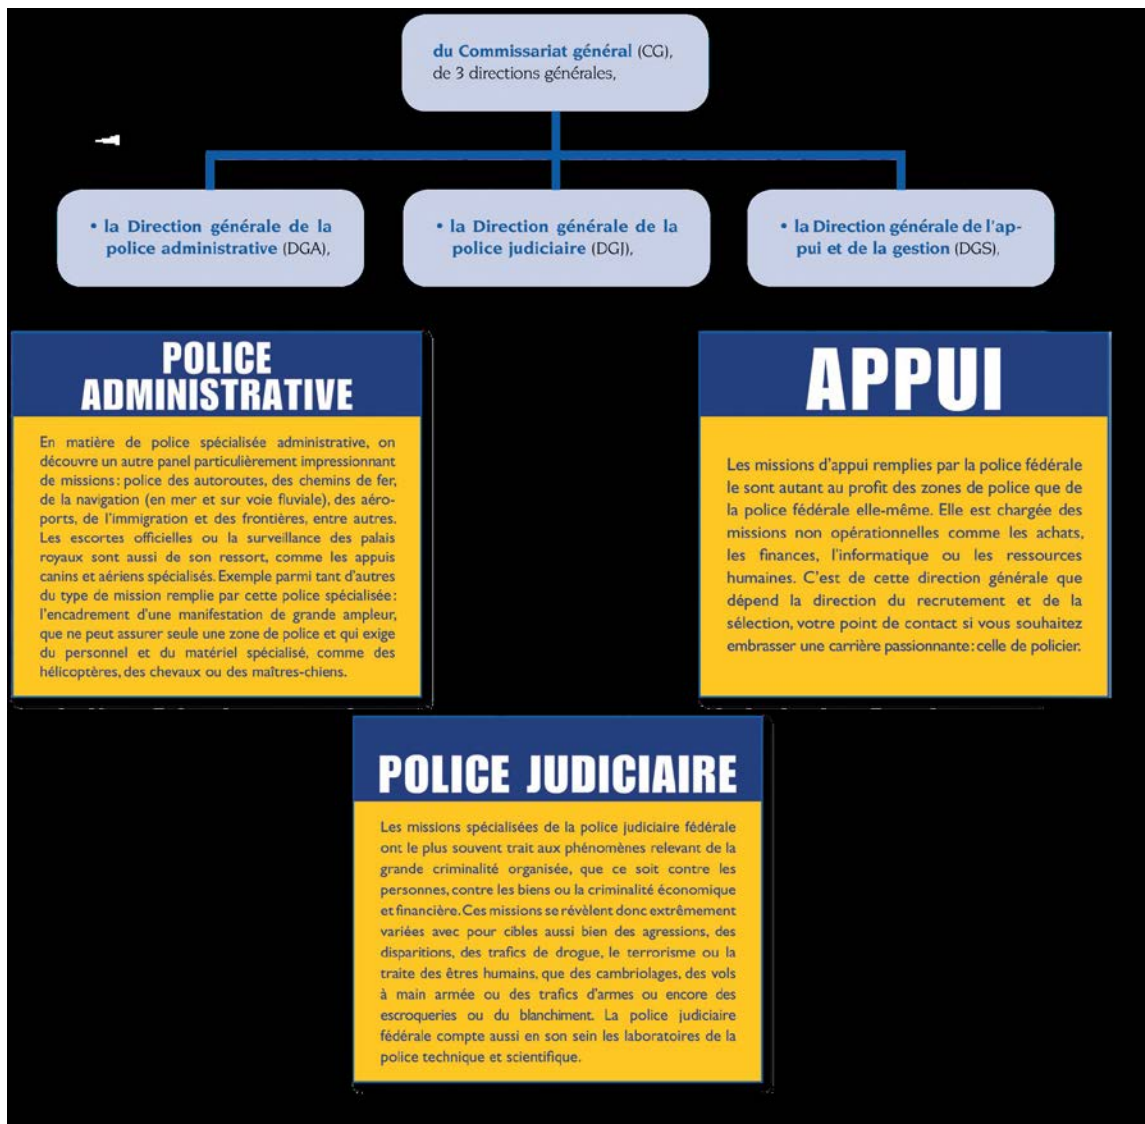 du Commissariat général (CG),
de 3 directions générales,
• la Direction générale de la
police administrative (DGA),
• la Direction générale de la
police judiciaire (DGJ),
• la Direction générale de l'ap-
pui et de la gestion (DGS).
POLICE
ADMINISTRATIVE
En matière de police spécialisée administrative, on
découvre un autre panel particulièrement impressionnant
de missions: police des autoroutes, des chemins de fer,
de la navigation (en mer et sur voie fluviale), des aéro-
ports, de l'immigration et des frontières, entre autres.
Les escortes officielles ou la surveillance des palais
royaux sont aussi de son ressort, comme les appuis
canins et aériens spécialisés. Exemple parmi tant d'autres
du type de mission remplie par cette police spécialisée:
l'encadrement d'une manifestation de grande ampleur,
que ne peut assurer seule une zone de police et qui exige
du personnel et du matériel spécialisé, comme des
hélicoptères, des chevaux ou des maîtres-chiens.
APPUI
Les missions d'appui remplies par la police fédérale
le sont autant au profit des zones de police que de
la police fédérale elle-même. Elle est chargée des
missions non opérationnelles comme les achats,
les finances, l'informatique ou les ressources
humaines. C'est de cette direction générale que
dépend la direction du recrutement et de la
sélection, votre point de contact si vous souhaitez
embrasser une carrière passionnante: celle de policier.
POLICE JUDICIAIRE
Les missions spécialisées de la police judiciaire fédérale
ont le plus souvent trait aux phénomènes relevant de la
grande criminalité organisée, que ce soit contre les
personnes, contre les biens ou la criminalité économique
et financière. Ces missions se révèlent donc extrêmement
variées avec pour cibles aussi bien des agressions, des
disparitions, des trafics de drogue, le terrorisme ou la
traite des êtres humains, que des cambriolages, des vols
à main armée ou des trafics d'armes ou encore des
escroqueries ou du blanchiment. La police judiciaire
fédérale compte aussi en son sein les laboratoires de la
police technique et scientifique.